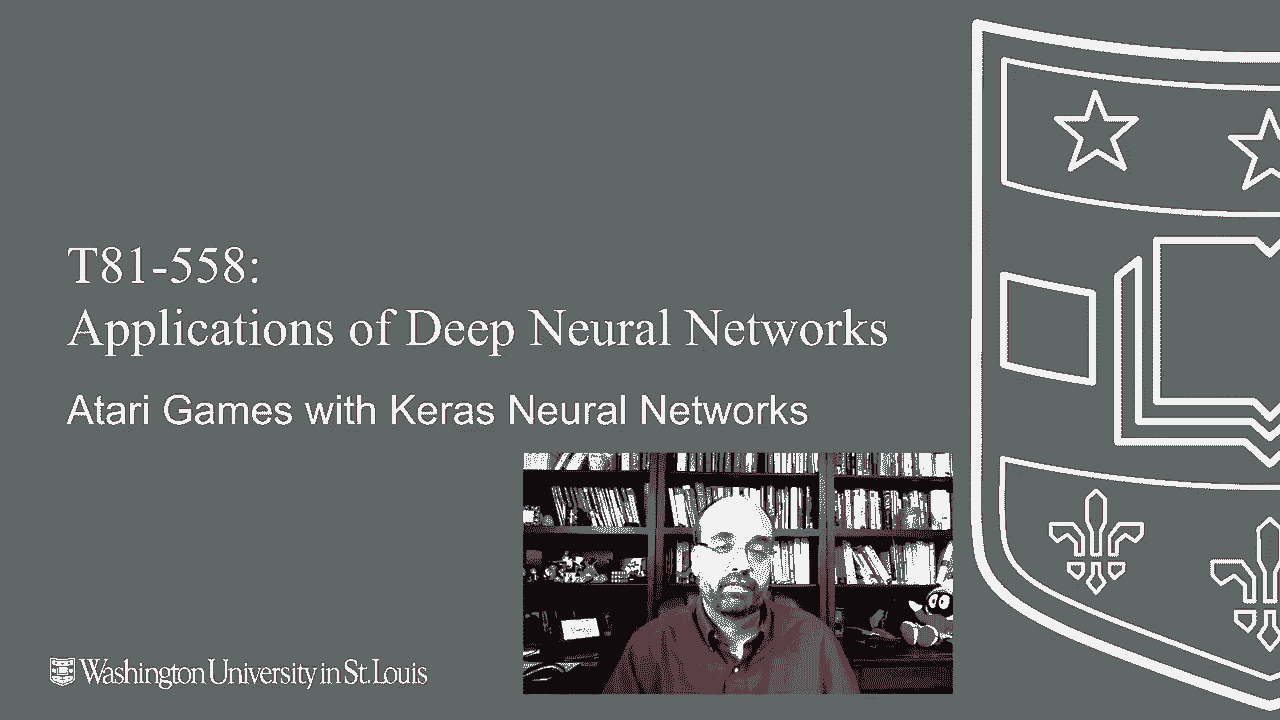 T81-558:
Applications of Deep Neural Networks
Atari Games with Keras Neural Networks
Washington University in St. Louis